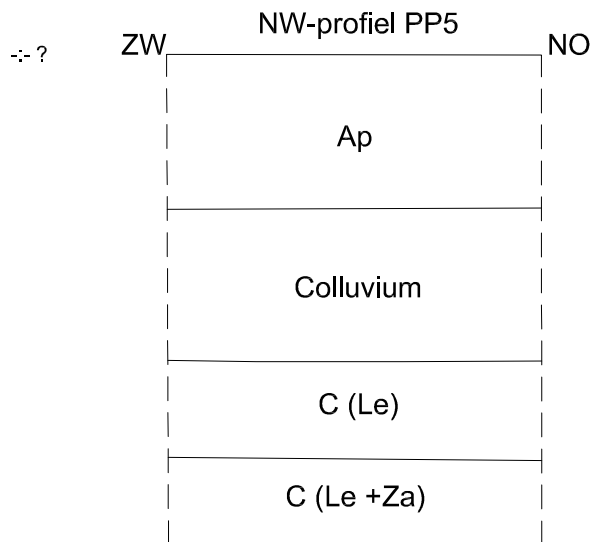 NW-profiel PP5
-:- ?
ZW
NO
Ap
Colluvium
C (Le)
C (Le +Za)